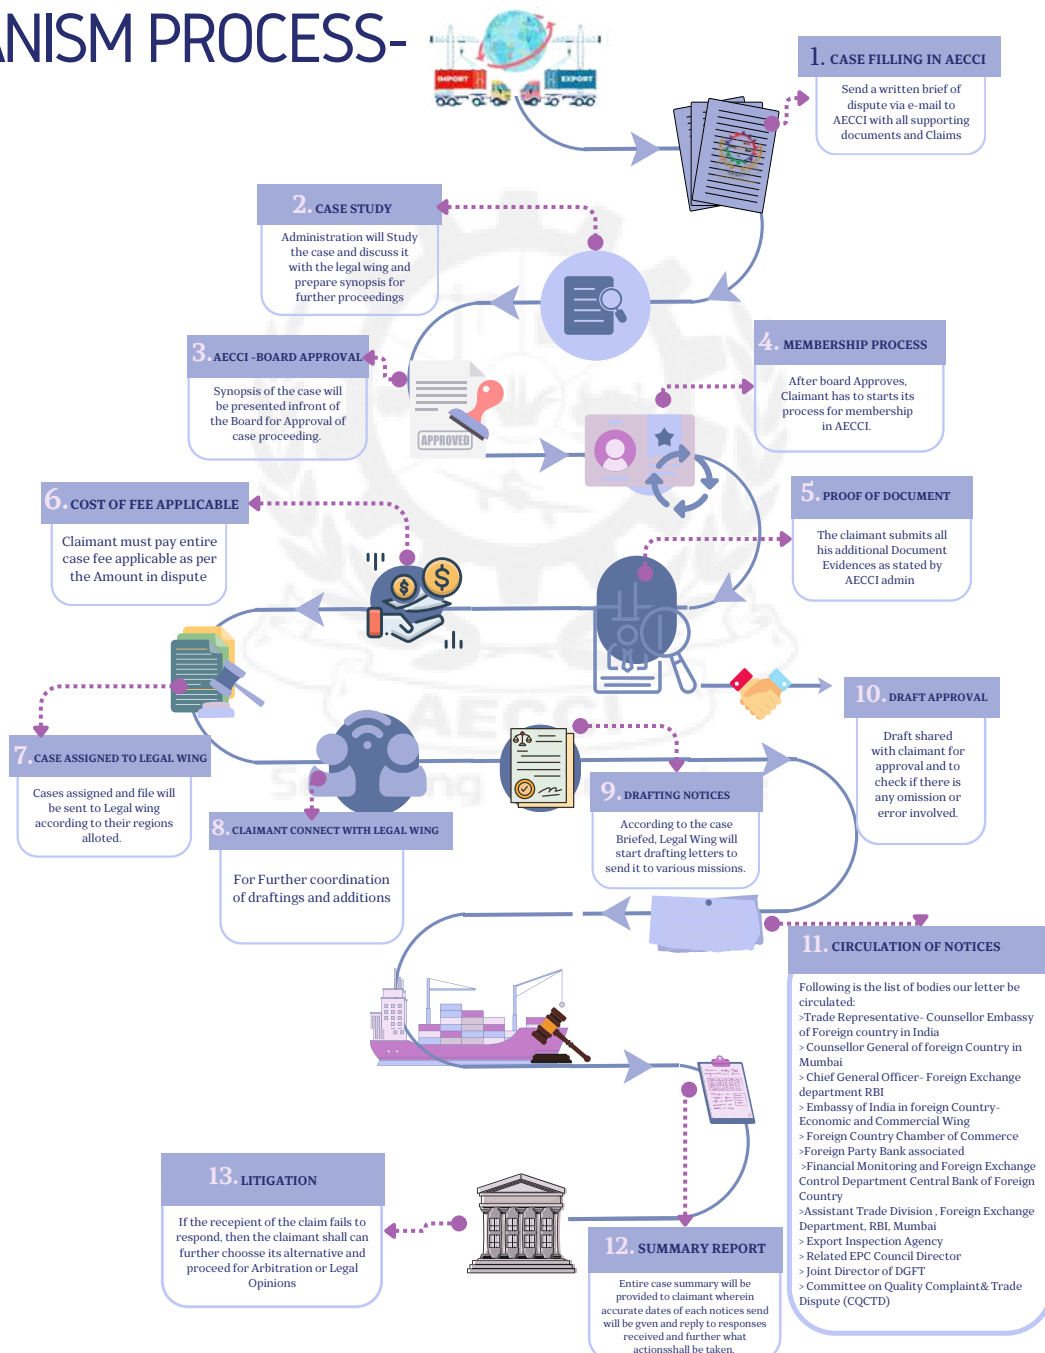 ANISM PROCESS-
IMPORT
EXPORT
1. CASE FILLING IN AECCI
Send a written brief of
dispute via e-mail to
AECCI with all supporting
documents and Claims
2. CASE STUDY
Administration will Study
the case and discuss it
with the legal wing and
prepare synopsis for
further proceedings
3. AECCI -BOARD APPROVAL
Synopsis of the case will
be presented infront of
the Board for Approval of
case proceeding.
APPROVED
4. MEMBERSHIP PROCESS
After board Approves,
Claimant has to starts its
process for membership
in AECCI.
5. PROOF OF DOCUMENT
The claimant submits all
his additional Document
Evidences as stated by
AECCI admin
6. COST OF FEE APPLICABLE
Claimant must pay entire
case fee applicable as per
the Amount in dispute
7. CASE ASSIGNED TO LEGAL WING
Cases assigned and file will
be sent to Legal wing
according to their regions
alloted.
8. CLAIMANT CONNECT WITH LEGAL WING
For Further coordination
of draftings and additions
9. DRAFTING NOTICES
According to the case
Briefed, Legal Wing will
start drafting letters to
send it to various missions.
10. DRAFT APPROVAL
Draft shared
with claimant for
approval and to
check if there is
any omission or
error involved.
AECCI
11. CIRCULATION OF NOTICES
Following is the list of bodies our letter be
circulated:
>Trade Representative- Counsellor Embassy
of Foreign country in India
> Counsellor General of foreign Country in
Mumbai
> Chief General Officer- Foreign Exchange
department RBI
> Embassy of India in foreign Country-
Economic and Commercial Wing
> Foreign Country Chamber of Commerce
>Foreign Party Bank associated
>Financial Monitoring and Foreign Exchange
Control Department Central Bank of Foreign
Country
>Assistant Trade Division , Foreign Exchange
Department, RBI, Mumbai
> Export Inspection Agency
> Related EPC Council Director
> Joint Director of DGFT
> Committee on Quality Complaint& Trade
Dispute (CQCTD)
12. SUMMARY REPORT
Entire case summary will be
provided to claimant wherein
accurate dates of each notices send
will be gven and reply to responses
received and further what
actionsshall be taken.
13. LITIGATION
If the recepient of the claim fails to
respond, then the claimant shall can
further choosse its alternative and
proceed for Arbitration or Legal
Opinions